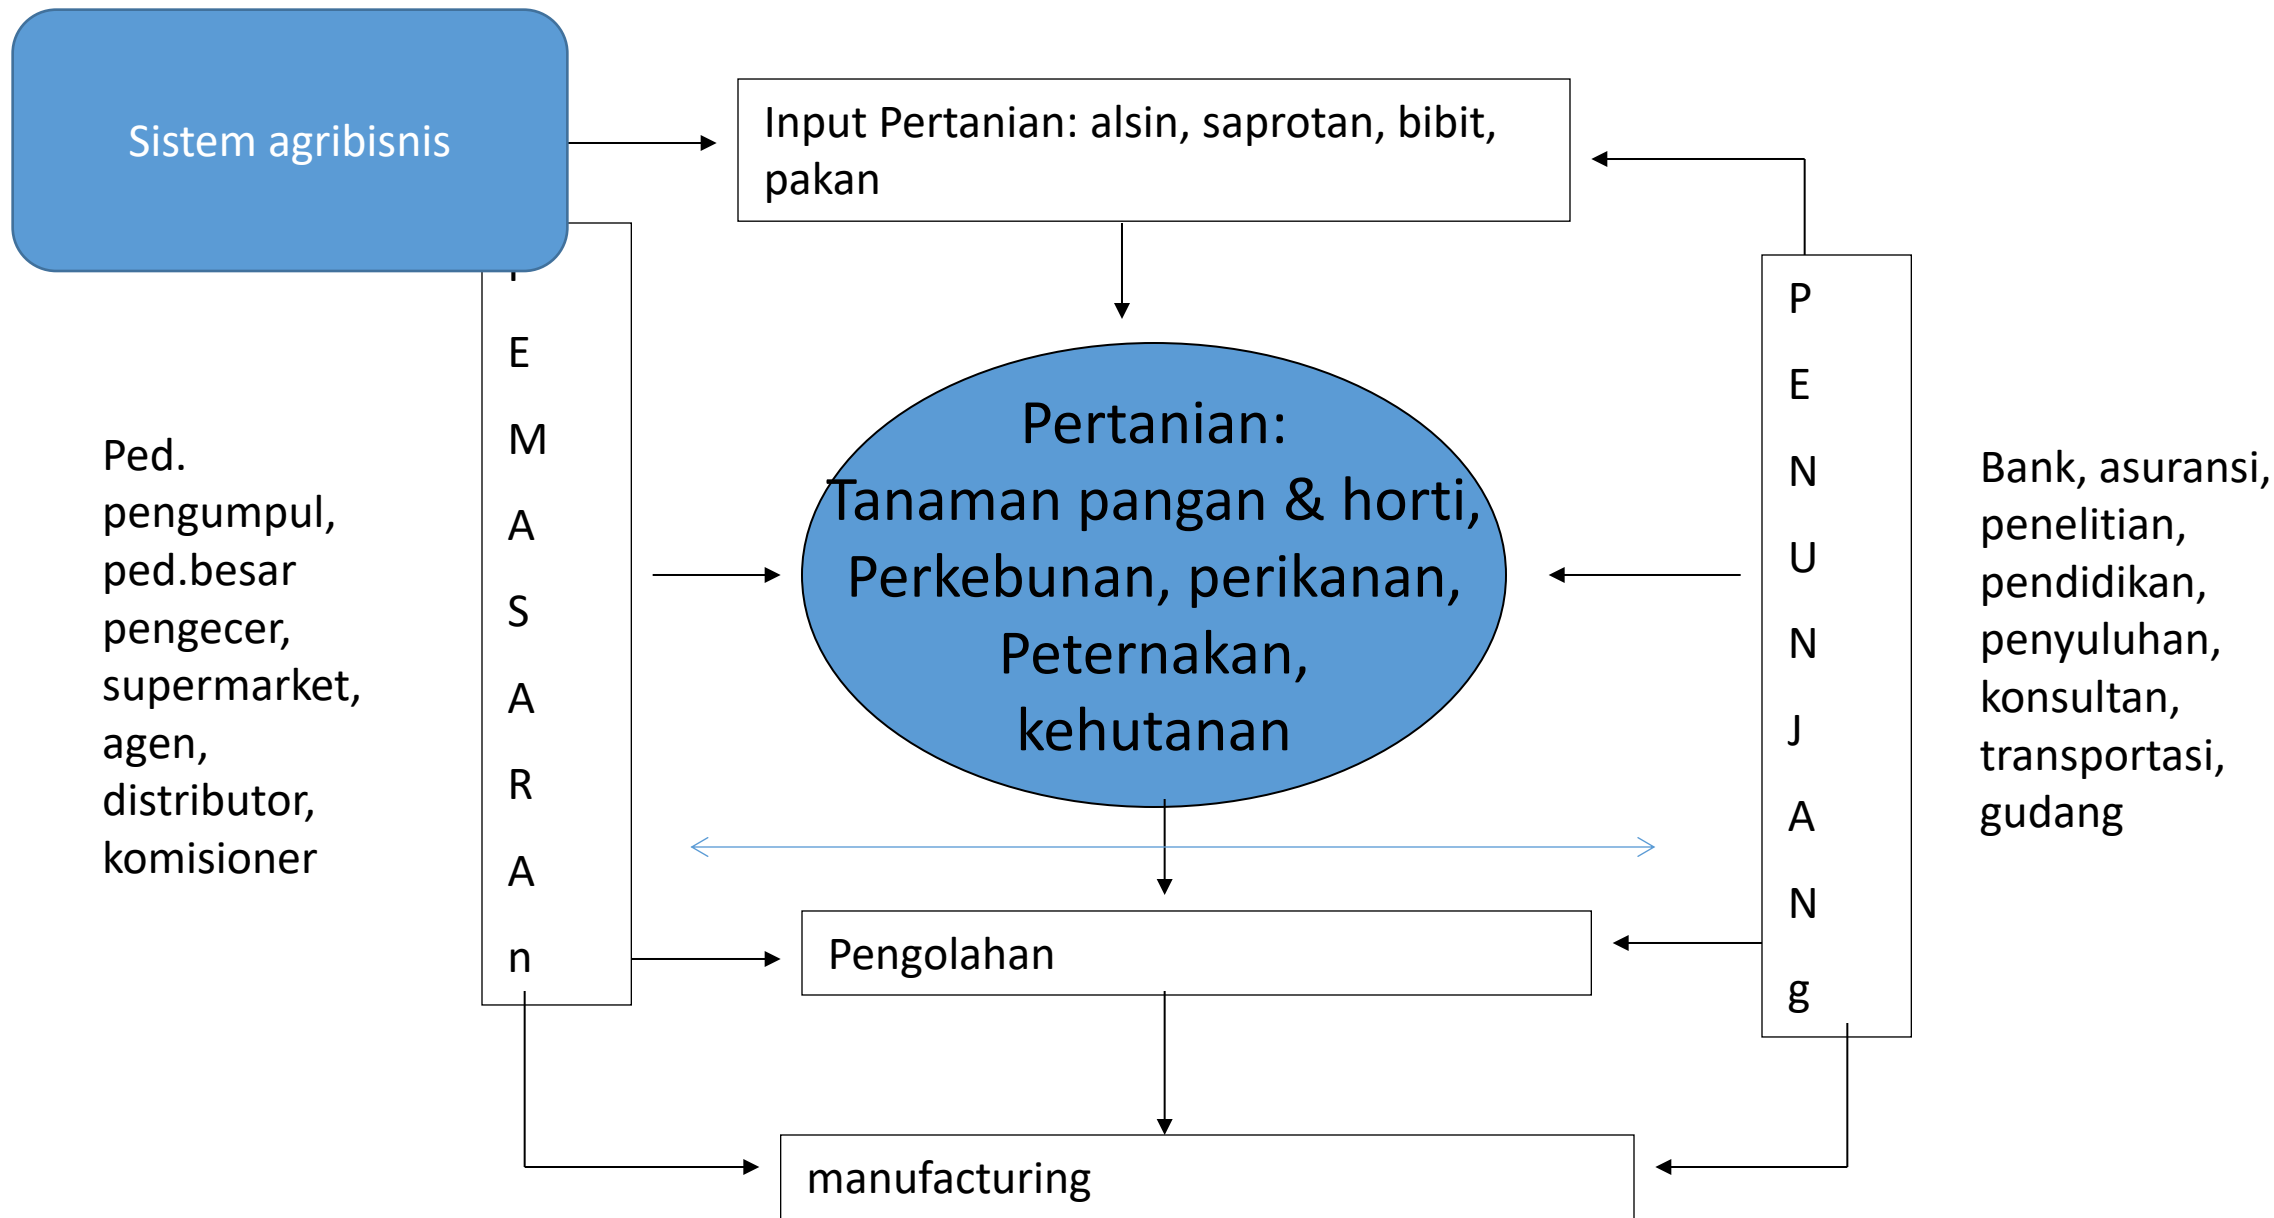 Sistem agribisnis
Input Pertanian: alsin, saprotan, bibit,
pakan
E
M
A
S
A
R
A
n
Ped.
pengumpul,
ped.besar
pengecer,
supermarket,
agen,
distributor,
komisioner
Pertanian:
Tanaman pangan & horti,
Perkebunan, perikanan,
Peternakan,
kehutanan
P
E
N
U
N
J
A
N
g
Bank, asuransi,
penelitian,
pendidikan,
penyuluhan,
konsultan,
transportasi,
gudang
Pengolahan
manufacturing